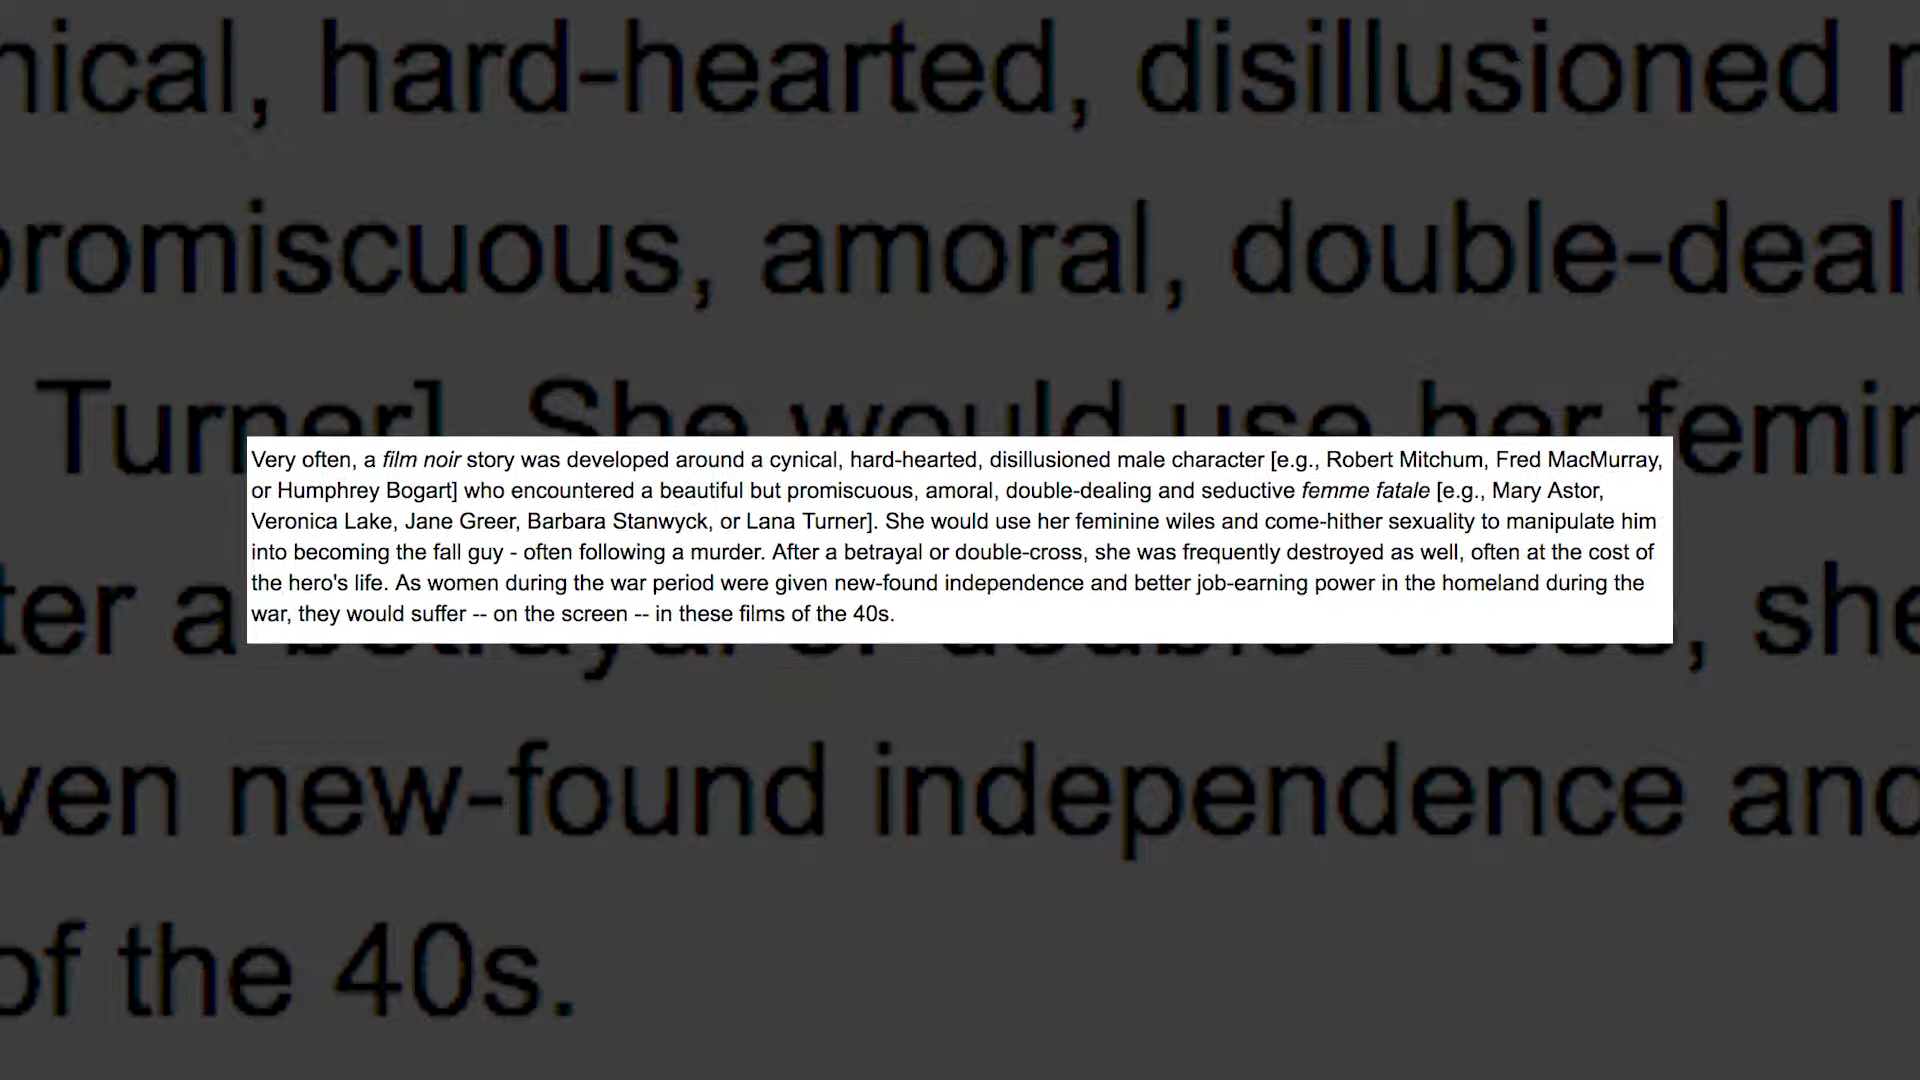 nical, hard-hearted, disillusioned
promiscuous, amoral, double-deali
Turner]. She would use her femin
Very often, a film noir story was developed around a cynical, hard-hearted, disillusioned male character [e.g., Robert Mitchum, Fred MacMurray,
or Humphrey Bogart] who encountered a beautiful but promiscuous, amoral, double-dealing and seductive femme fatale [e.g., Mary Astor,
Veronica Lake, Jane Greer, Barbara Stanwyck, or Lana Turner]. She would use her feminine wiles and come-hither sexuality to manipulate him
into becoming the fall guy - often following a murder. After a betrayal or double-cross, she was frequently destroyed as well, often at the cost of
the hero's life. As women during the war period were given new-found independence and better job-earning power in the homeland during the
war, they would suffer -- on the screen -- in these films of the 40s.
ter a betrayal or double-cross, she
ven new-found independence and
of the 40s.